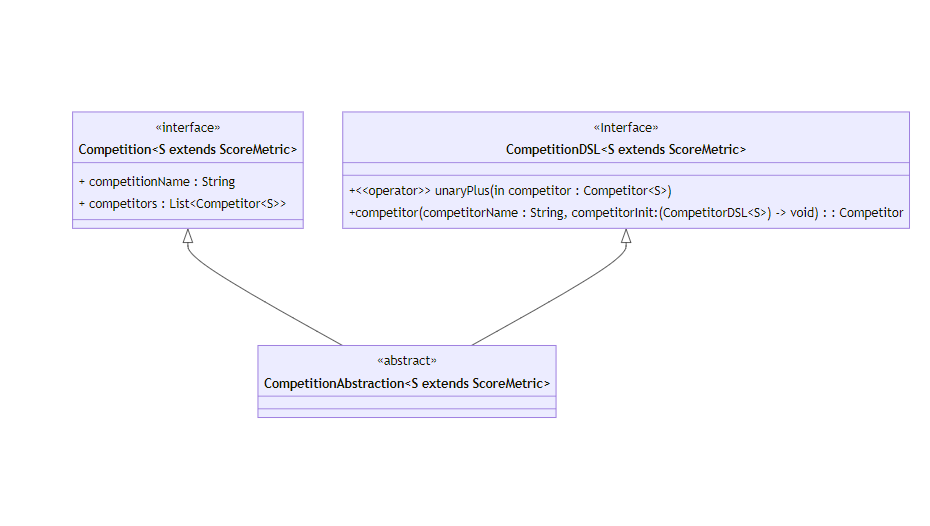 «interface»
Competition<S extends ScoreMetric>
+ competitionName : String
+ competitors : List<Competitor<S>>
«Interface»
CompetitionDSL<S extends ScoreMetric>
+<<operator>> unaryPlus(in competitor : Competitor<S>)
+competitor(competitorName : String, competitorInit:(CompetitorDSL<S>) -> void) : : Competitor
«abstract»
CompetitionAbstraction<S extends ScoreMetric>